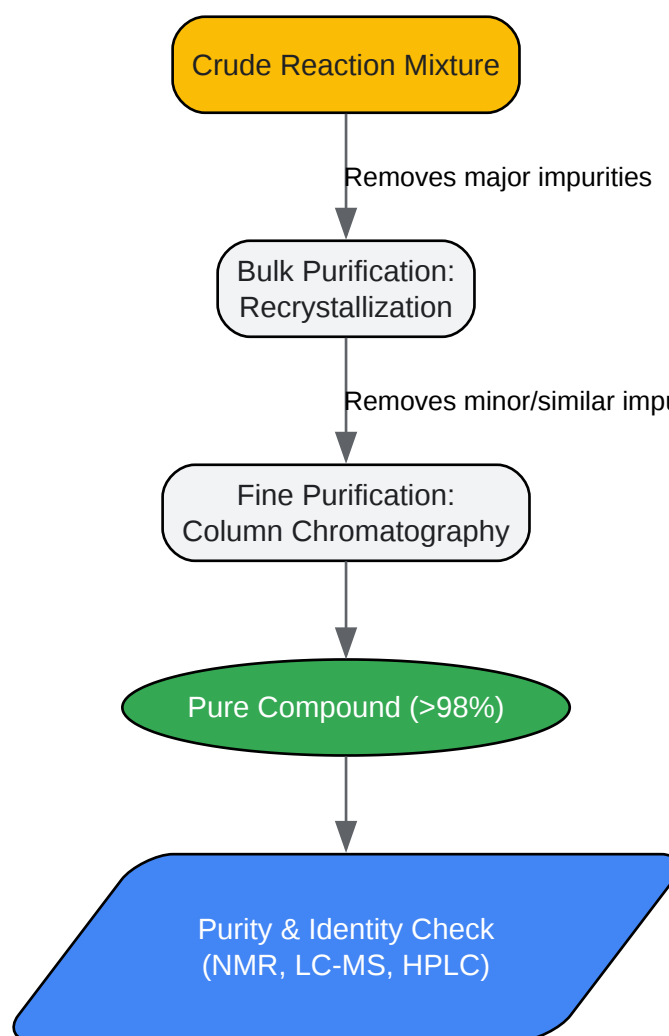 Crude Reaction Mixture
Removes major impurities
Bulk Purification:
Recrystallization
Removes minor/similar
Fine Purification:
Column Chromatography
Pure Compound (>98%)
Purity & Identity Check
(NMR, LC-MS, HPLC)